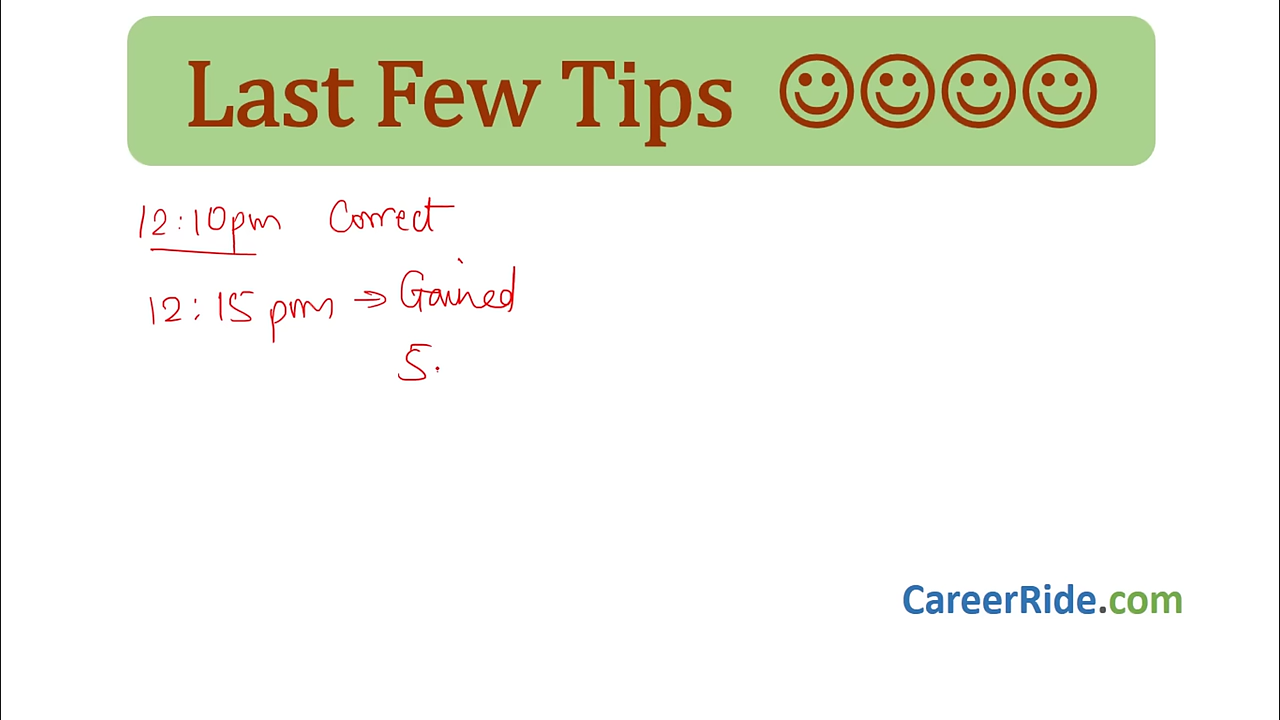 Last Few Tips ☺☺☺☺
12:10pm Correct
12:15 pm ⇒ Gained
5.
CareerRide.com